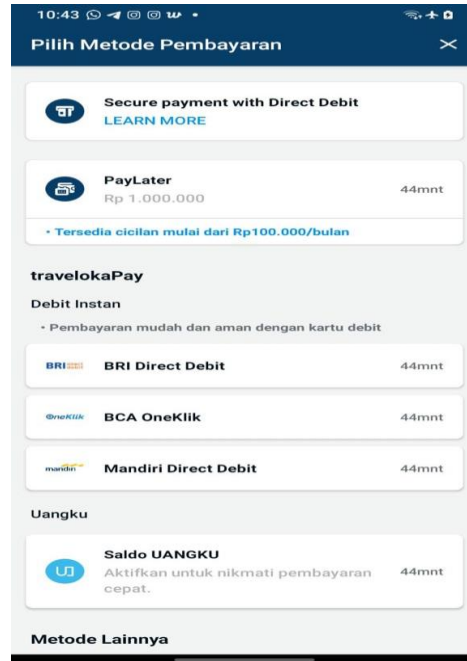 10:43
Pilih Metode Pembayaran
Secure payment with Direct Debit
LEARN MORE
PayLater
Rp 1.000.000
44mnt
• Tersedia cicilan mulai dari Rp100.000/bulan
travelokaPay
Debit Instan
• Pembayaran mudah dan aman dengan kartu debit
BRI
BRI Direct Debit
44mnt
OneKlik
BCA OneKlik
44mnt
mandiri
Mandiri Direct Debit
44mnt
Uangku
Saldo UANGKU
Aktifkan untuk nikmati pembayaran
cepat.
44mnt
Metode Lainnya